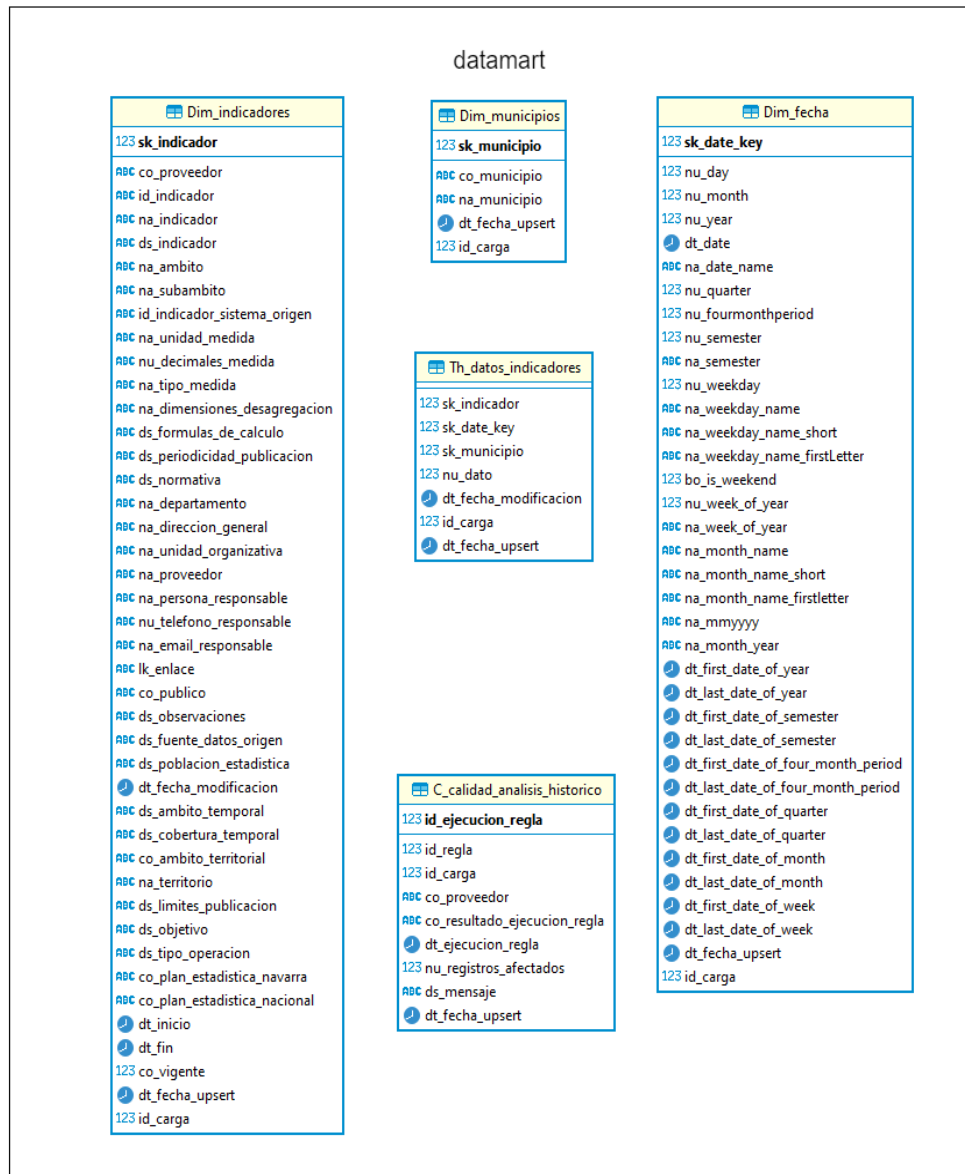 datamart
Dim_indicadores
123 sk_indicador
ABC co_proveedor
ABC id_indicador
ABC na_indicador
ABC ds_indicador
ABC na_ambito
ABC na_subambito
ABC id_indicador_sistema_origen
ABC na_unidad_medida
ABC nu_decimales_medida
ABC na_tipo_medida
ABC na_dimensiones_desagregacion
ABC ds_formulas_de_calculo
ABC ds_periodicidad_publicacion
ABC ds_normativa
ABC na_departamento
ABC na_direccion_general
ABC na_unidad_organizativa
ABC na_proveedor
ABC na_persona_responsable
ABC nu_telefono_responsable
ABC na_email_responsable
ABC lk_enlace
ABC co_publico
ABC ds_observaciones
ABC ds_fuente_datos_origen
ABC ds_poblacion_estadistica
dt_fecha_modificacion
ABC ds_ambito_temporal
ABC ds_cobertura_temporal
ABC co_ambito_territorial
ABC na_territorio
ABC ds_limites_publicacion
ABC ds_objetivo
ABC ds_tipo_operacion
ABC co_plan_estadistica_navarra
ABC co_plan_estadistica_nacional
dt_inicio
dt_fin
123 co_vigente
dt_fecha_upsert
123 id_carga
Dim_municipios
123 sk_municipio
ABC co_municipio
ABC na_municipio
dt_fecha_upsert
123 id_carga
Th_datos_indicadores
123 sk_indicador
123 sk_date_key
123 sk_municipio
123 nu_dato
dt_fecha_modificacion
123 id_carga
dt_fecha_upsert
C_calidad_analisis_historico
123 id_ejecucion_regla
123 id_regla
123 id_carga
ABC co_proveedor
ABC co_resultado_ejecucion_regla
dt_ejecucion_regla
123 nu_registros_afectados
ABC ds_mensaje
dt_fecha_upsert
Dim_fecha
123 sk_date_key
123 nu_day
123 nu_month
123 nu_year
dt_date
ABC na_date_name
123 nu_quarter
123 nu_fourmonthperiod
123 nu_semester
ABC na_semester
123 nu_weekday
ABC na_weekday_name
ABC na_weekday_name_short
ABC na_weekday_name_firstLetter
123 bo_is_weekend
123 nu_week_of_year
ABC na_week_of_year
ABC na_month_name
ABC na_month_name_short
ABC na_month_name_firstletter
ABC na_mmyyyy
ABC na_month_year
dt_first_date_of_year
dt_last_date_of_year
dt_first_date_of_semester
dt_last_date_of_semester
dt_first_date_of_four_month_period
dt_last_date_of_four_month_period
dt_first_date_of_quarter
dt_last_date_of_quarter
dt_first_date_of_month
dt_last_date_of_month
dt_first_date_of_week
dt_last_date_of_week
dt_fecha_upsert
123 id_carga